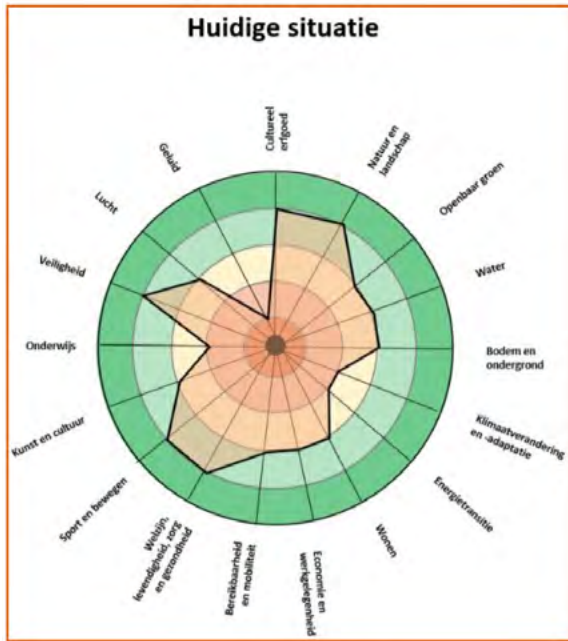 Huidige situatie
Cultureel
erfgoed
Natuur en
landschap
Openbaar groen
Water
Bodem en
ondergrond
Klimaatverandering
en -adaptatie
Energietransitie
Wonen
Economie en
werkgelegenheid
Bereikbaarheid
en mobiliteit
Welzijn,
levendigheid, zorg
en gezondheid
Sport en bewegen
Kunst en cultuur
Onderwijs
Veiligheid
Lucht
Geluid